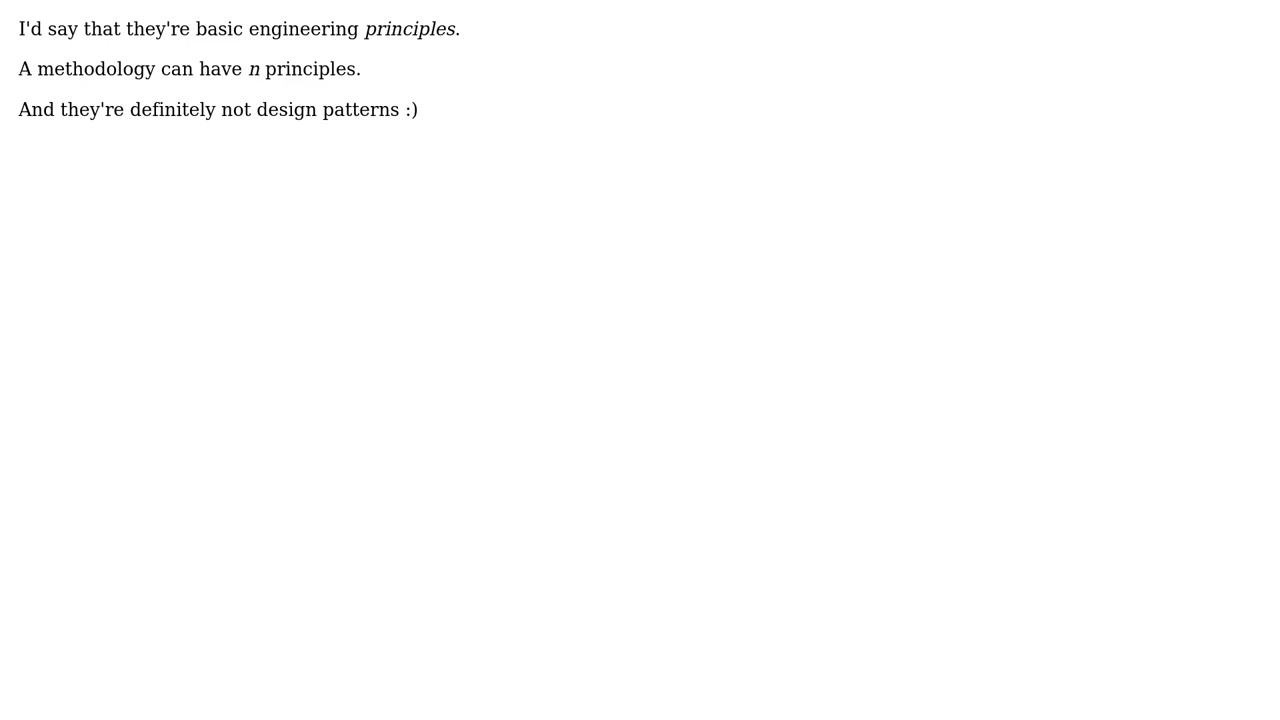 I'd say that they're basic engineering principles.
A methodology can have n principles.
And they're definitely not design patterns :)